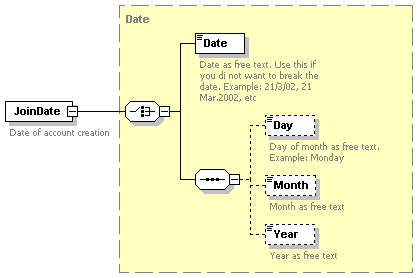 Date
Date
Date as free text. Use this if
you di not want to break the
date. Example: 21/3/02, 21
Mar.2002, etc
JoinDate
Date of account creation
Day
Day of month as free text.
Example: Monday
Month
Month as free text
Year
Year as free text